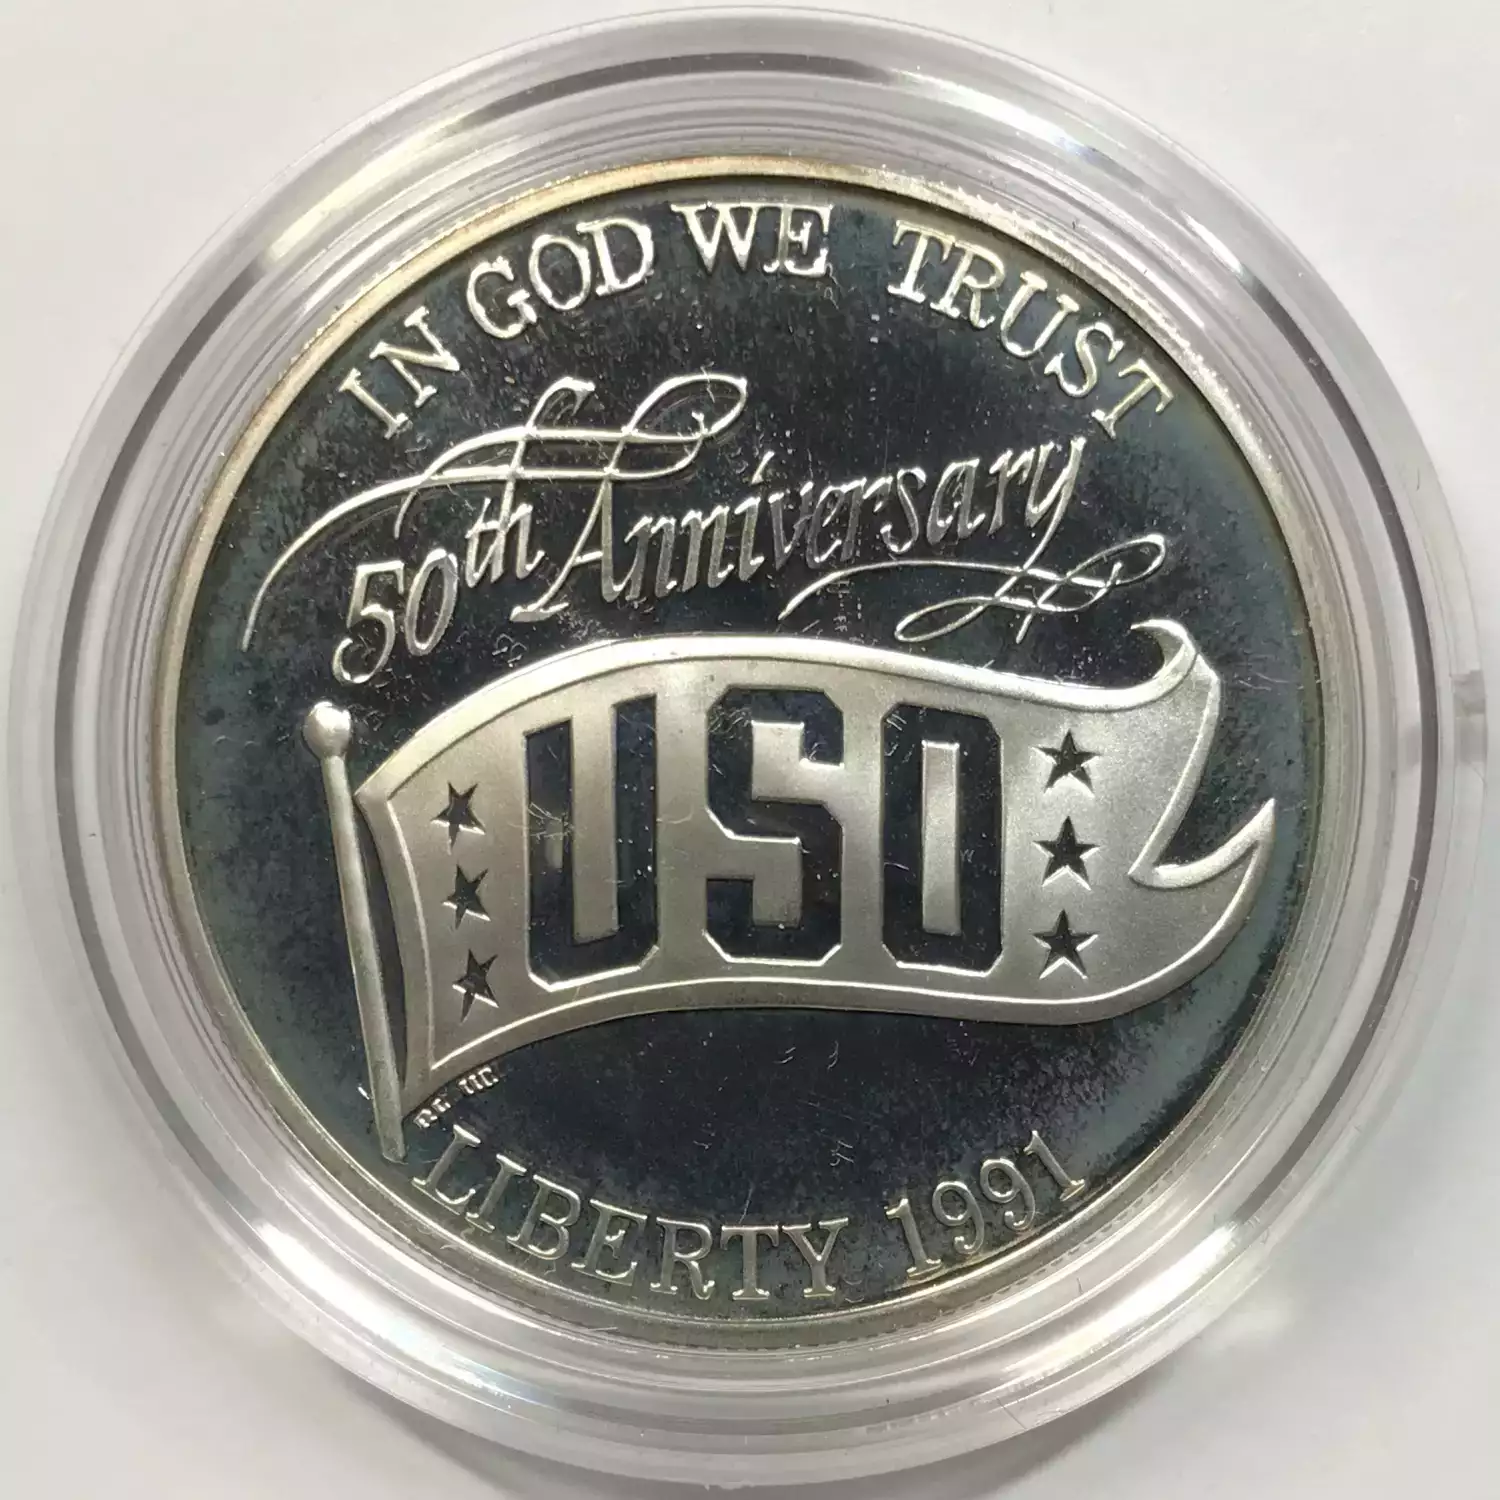 IN GOD WE TRUST
50th Anniversary
USO
LIBERTY 1991